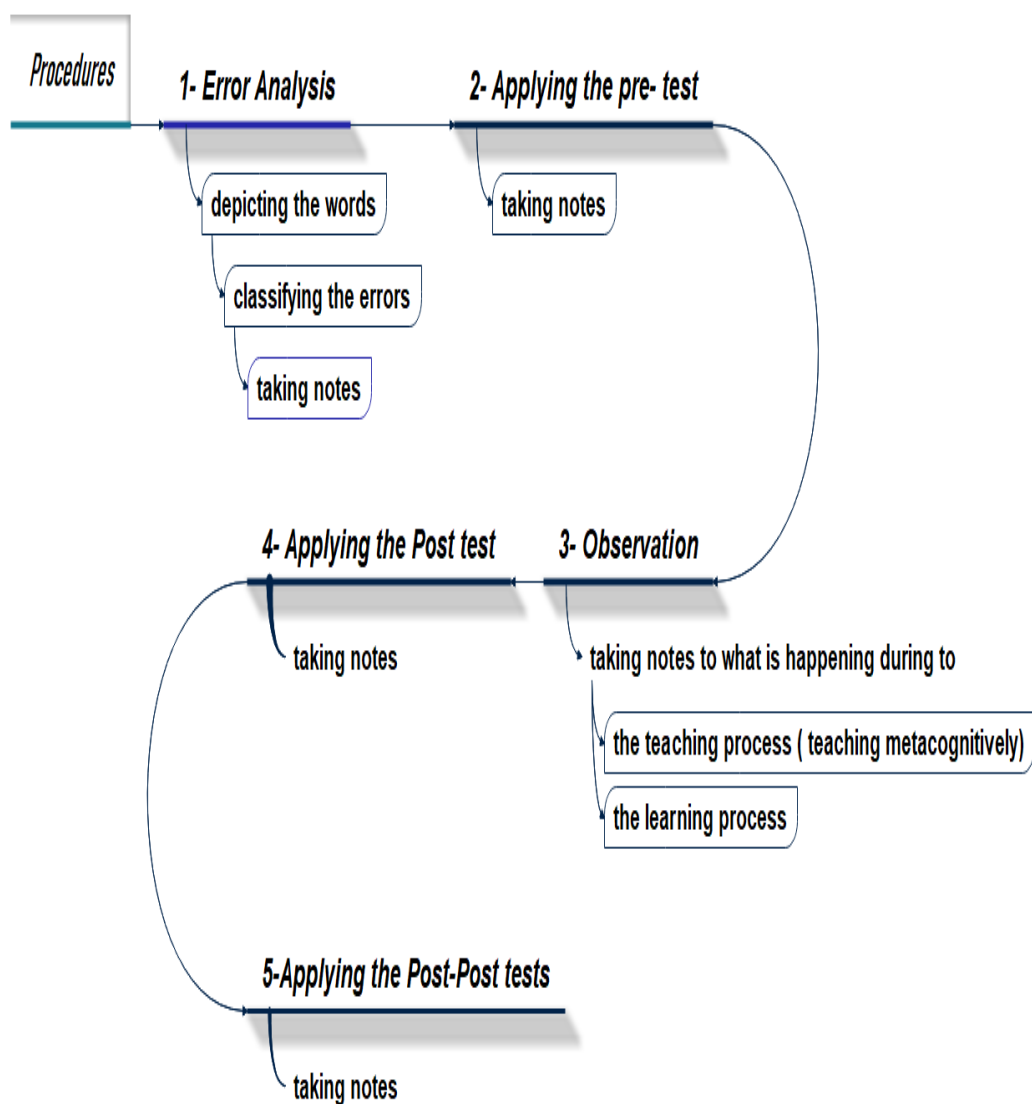 Procedures
1- Error Analysis
depicting the words
classifying the errors
taking notes
2- Applying the pre- test
taking notes
3- Observation
taking notes to what is happening during to
the teaching process ( teaching metacognitively)
the learning process
4- Applying the Post test
taking notes
5-Applying the Post-Post tests
taking notes